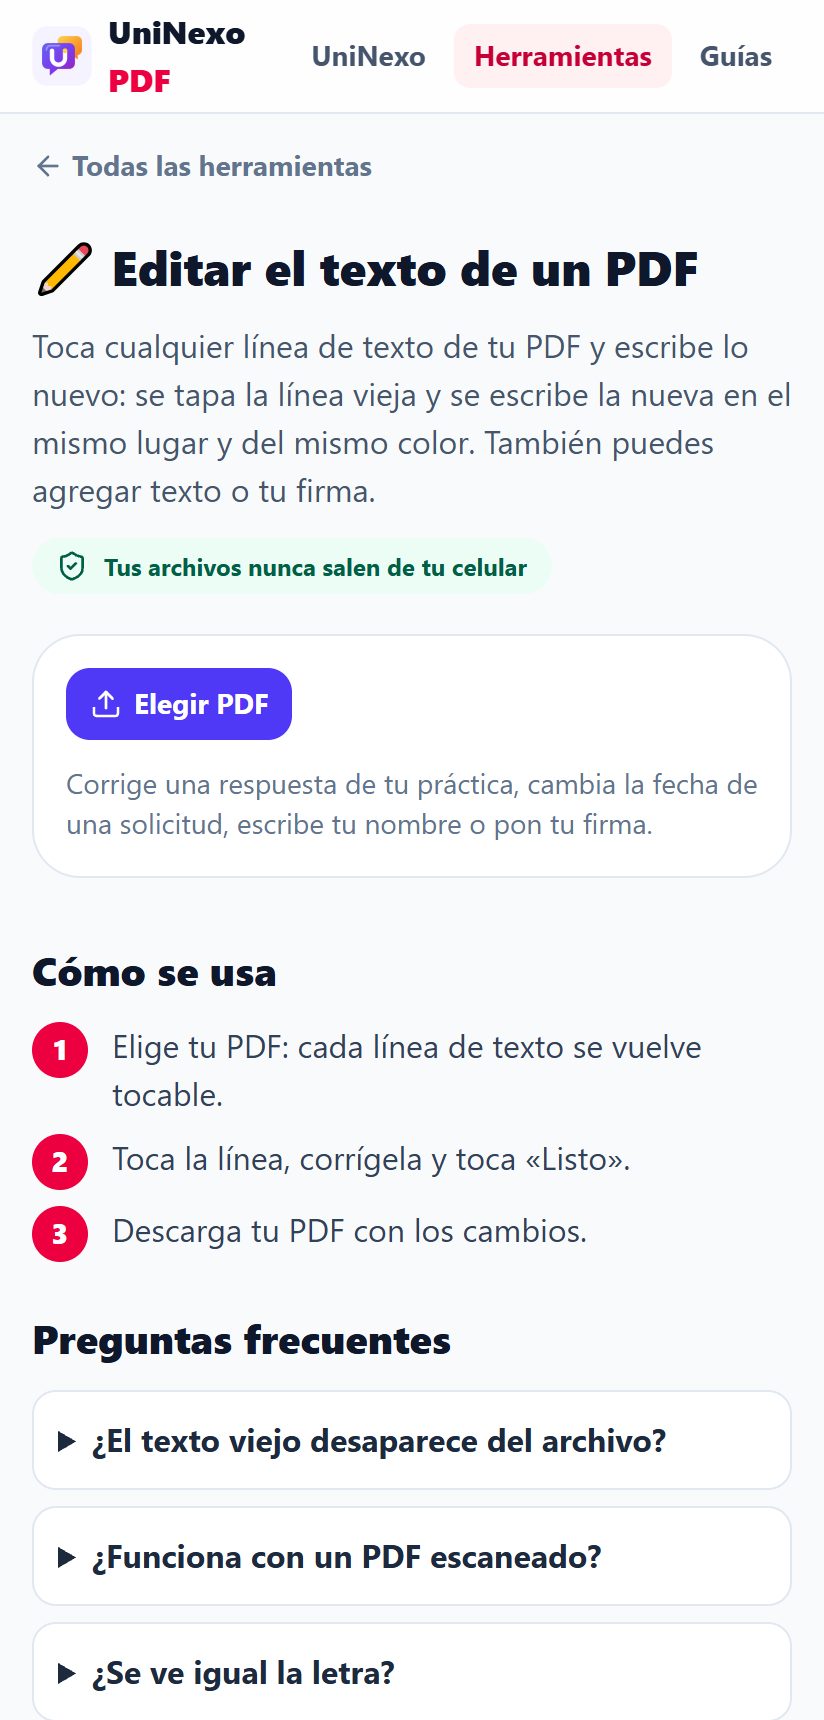 UniNexo
PDF
UniNexo
Herramientas
Guías
Todas las herramientas
Editar el texto de un PDF
Toca cualquier línea de texto de tu PDF y escribe lo
nuevo: se tapa la línea vieja y se escribe la nueva en el
mismo lugar y del mismo color. También puedes
agregar texto o tu firma.
Tus archivos nunca salen de tu celular
Elegir PDF
Corrige una respuesta de tu práctica, cambia la fecha de
una solicitud, escribe tu nombre o pon tu firma.
Cómo se usa
1 Elige tu PDF: cada línea de texto se vuelve
tocable.
2 Toca la línea, corrígela y toca «Listo».
3 Descarga tu PDF con los cambios.
Preguntas frecuentes
¿El texto viejo desaparece del archivo?
¿Funciona con un PDF escaneado?
¿Se ve igual la letra?